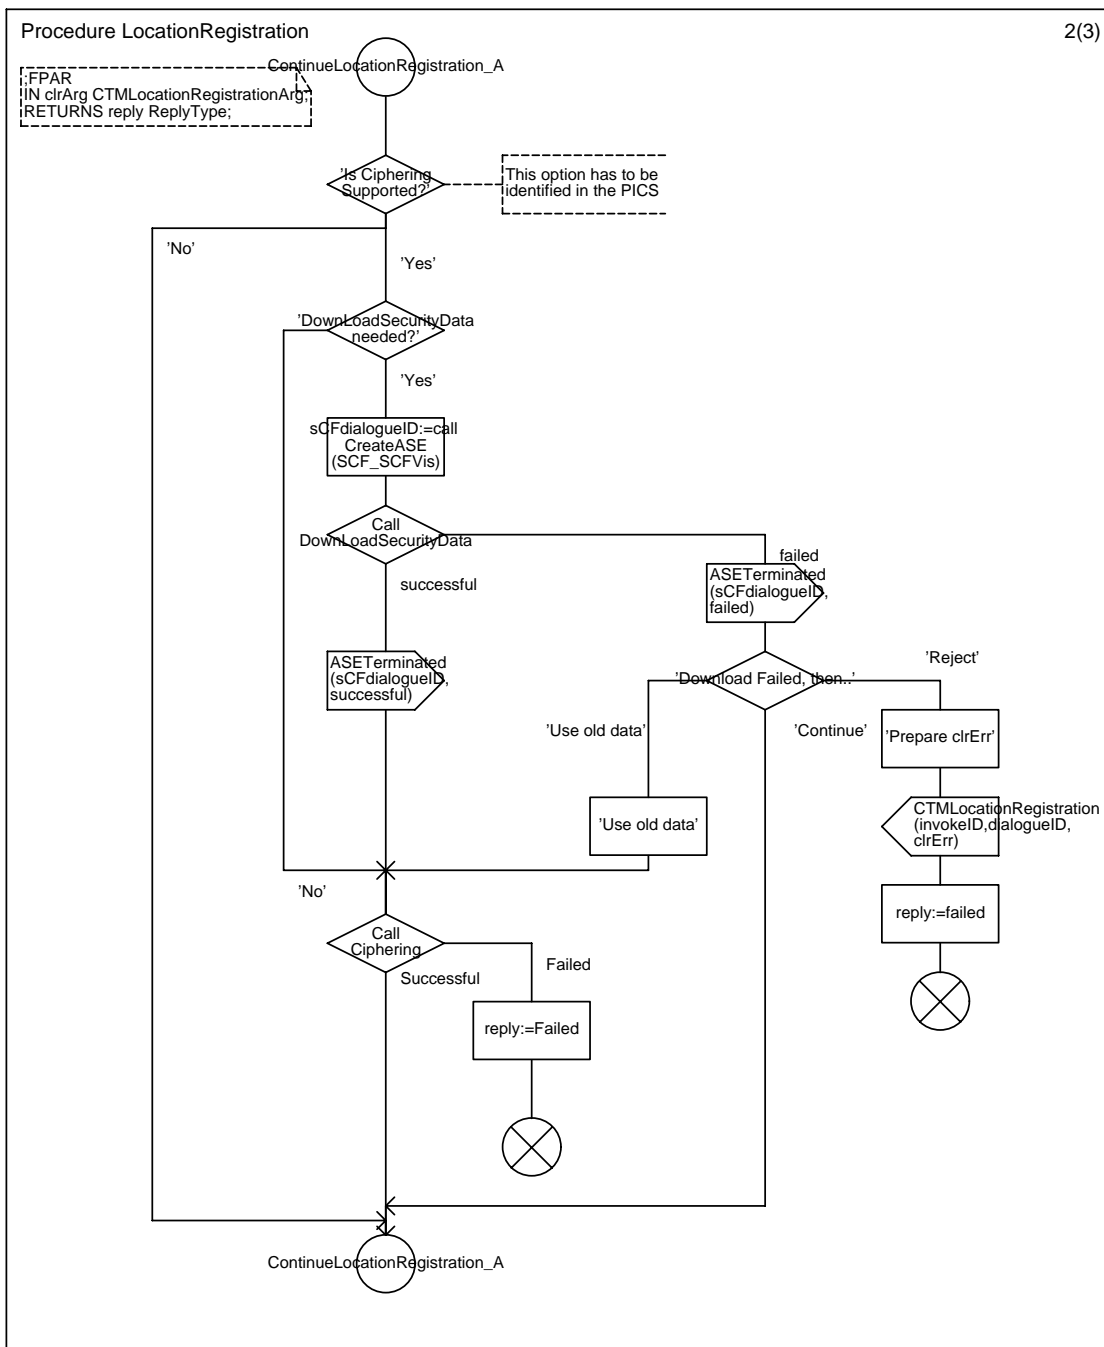 Procedure LocationRegistration
2(3)
;FPAR
IN clrArg CTMLocationRegistrationArg;
RETURNS reply ReplyType;
ContinueLocationRegistration_A
'Is Ciphering
Supported?'
This option has to be
identified in the PICS
'No'
'Yes'
'DownLoadSecurityData
needed?'
'Yes'
sCFdialogueID:=call
CreateASE
(SCF_SCFVis)
Call
DownLoadSecurityData
successful
failed
ASETerminated
(sCFdialogueID,
failed)
ASETerminated
(sCFdialogueID,
successful)
'Download Failed, then..'
'Reject'
'Use old data'
'Continue'
'Prepare clrErr'
'Use old data'
CTMLocationRegistration
(invokeID,dialogueID,
clrErr)
'No'
reply:=failed
Call
Ciphering
Successful
Failed
reply:=Failed
ContinueLocationRegistration_A